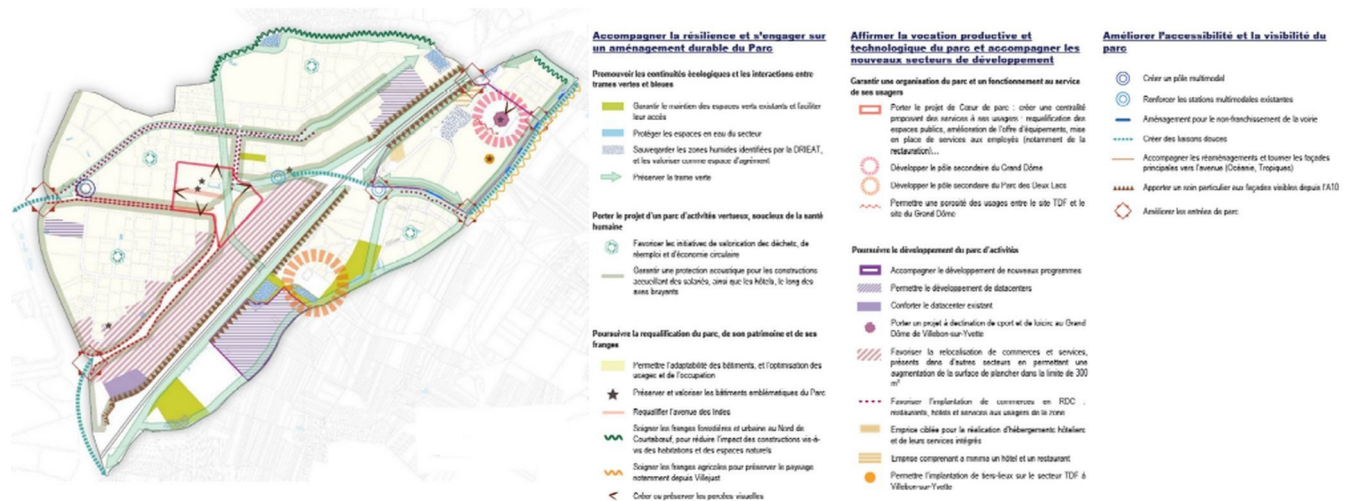 Accompagner la résilience et s'engager sur
un aménagement durable du Parc
Promouvoir les continuités écologiques et les interactions entre
trames vertes et bleues
Garantir le maintien des espaces verts existants et faciliter
leur accès
Protéger les espaces en eau du secteur
Sauvegarder les zones humides identifiées par la DRIEAT,
et les valoriser comme espace d'agrément
Préserver la trame verte
Porter le projet d'un parc d'activités vertueux, soucieux de la santé
humaine
Favoriser les initiatives de valorisation des déchets, de
réemploi et d'économie circulaire
Garantir une protection acoustique pour les constructions
accueillant des salariés, ainsi que les hôtels, le long des
axes bruyants
Poursuivre la requalification du parc, de son patrimoine et de ses
franges
Permettre l'adaptabilité des bâtiments, et l'optimisation des
usages et de l'occupation
Préserver et valoriser les bâtiments emblématiques du Parc
Requalifier l'avenue des Indes
Soigner les franges forestières et urbaine au Nord de
Courtabœuf, pour réduire l'impact des constructions vis-à-
vis des habitations et des espaces naturels
Soigner les franges agricoles pour préserver le paysage
notamment depuis Villejust
Créer ou préserver les percées visuelles
Affirmer la vocation productive et
technologique du parc et accompagner les
nouveaux secteurs de développement
Garantir une organisation du parc et un fonctionnement au service
de ses usagers
Porter le projet de Cœur de parc : créer une centralité
proposant des services à ses usagers : requalification des
espaces publics, amélioration de l'offre d'équipements, mise
en place de services aux employés (notamment de la
restauration)...
Développer le pôle secondaire du Grand Dôme
Développer le pôle secondaire du Parc des Deux Lacs
Permettre une porosité des usages entre le site TDF et le
site du Grand Dôme
Poursuivre le développement du parc d'activités
Accompagner le développement de nouveaux programmes
Permettre le développement de datacenters
Conforter le datacenter existant
Porter un projet à destination de sport et de loisirs au Grand
Dôme de Villebon-sur-Yvette
Favoriser la relocalisation de commerces et services,
présents dans d'autres secteurs en permettant une
augmentation de la surface de plancher dans la limite de 300
m²
Favoriser l'implantation de commerces en RDC :
restaurants, hôtels et services aux usagers de la zone
Emprise ciblée pour la réalisation d'hébergements hôteliers
et de leurs services intégrés
Emprise comprenant a minima un hôtel et un restaurant
Permettre l'implantation de tiers-lieux sur le secteur TDF à
Villebon-sur-Yvette
Améliorer l'accessibilité et la visibilité du
parc
Créer un pôle multimodal
Renforcer les stations multimodales existantes
Aménagement pour le non-franchissement de la voirie
Créer des liaisons douces
Accompagner les réaménagements et tourner les façades
principales vers l'avenue (Océanie, Tropiques)
Apporter un soin particulier aux façades visibles depuis l'A10
Améliorer les entrées de parc